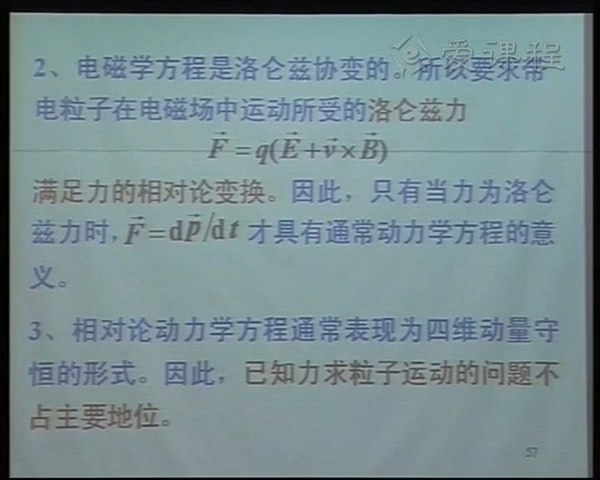 爱课程
2、电磁学方程是洛仑兹协变的。所以要求带
电粒子在电磁场中运动所受的洛仑兹力
F⃗ = q(E⃗ + v⃗ × B⃗)
满足力的相对论变换。因此，只有当力为洛仑
兹力时，F⃗ = dp⃗/dt 才具有通常动力学方程的意
义。
3、相对论动力学方程通常表现为四维动量守
恒的形式。因此，已知力求粒子运动的问题不
占主要地位。
57